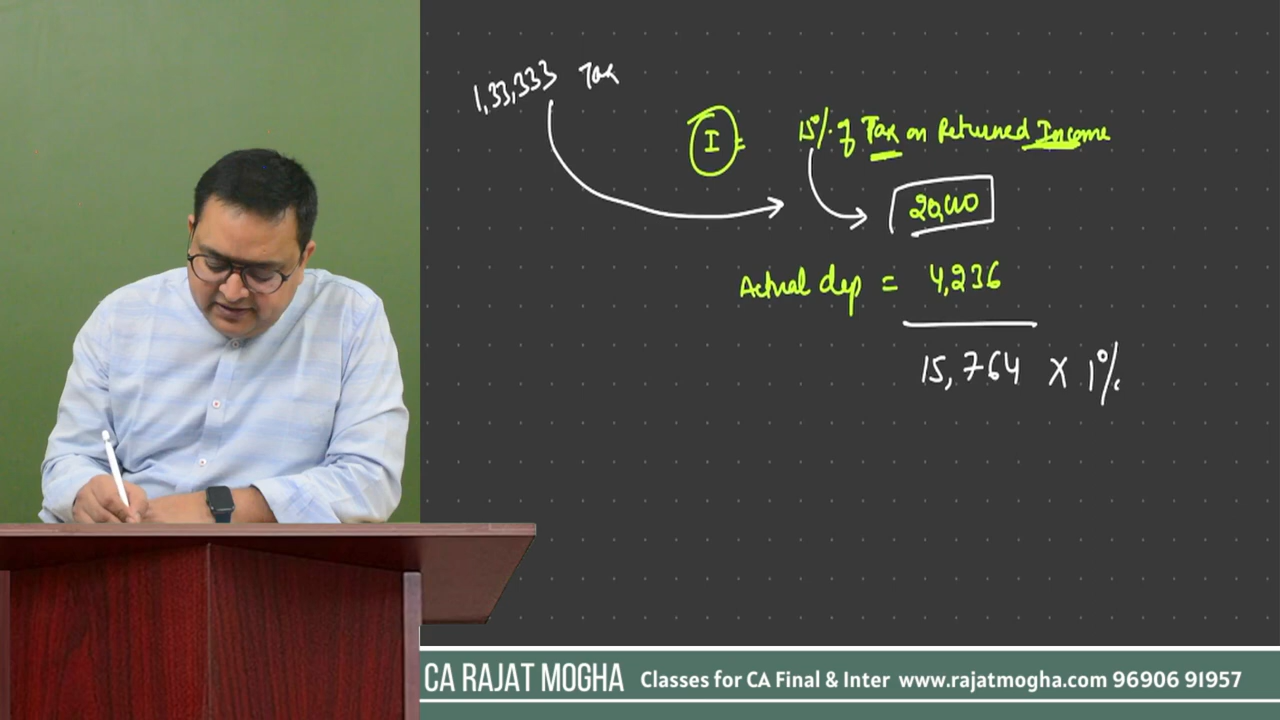 1,33,333 Tax
I = 15% of Tax on Returned Income
20,000
Actual dep = 4,236
15,764 X 1%
CA RAJAT MOGHA Classes for CA Final & Inter www.rajatmogha.com 96906 91957